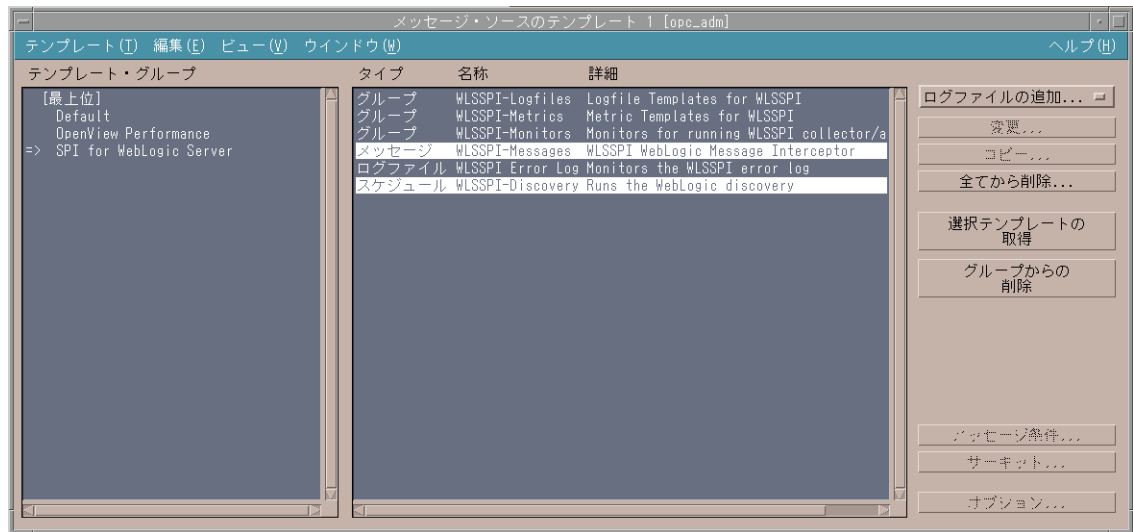 メッセージ・ソースのテンプレート 1 [opc_adm]
テンプレート(T) 編集(E) ビュー(V) ウインドウ(W) ヘルプ(H)
テンプレート・グループ
[最上位]
Default
OpenView Performance
=> SPI for WebLogic Server
タイプ 名称 詳細
グループ WLSSPI-Logfiles Logfile Templates for WLSSPI
グループ WLSSPI-Metrics Metric Templates for WLSSPI
グループ WLSSPI-Monitors Monitors for running WLSSPI collector/a
メッセージ WLSSPI-Messages WLSSPI WebLogic Message Interceptor
ログファイル WLSSPI Error Log Monitors the WLSSPI error log
スケジュール WLSSPI-Discovery Runs the WebLogic discovery
ログファイルの追加...
変更...
コピー...
全てから削除...
選択テンプレートの
取得
グループからの
削除
メッセージ条件...
サーキット...
オプション...